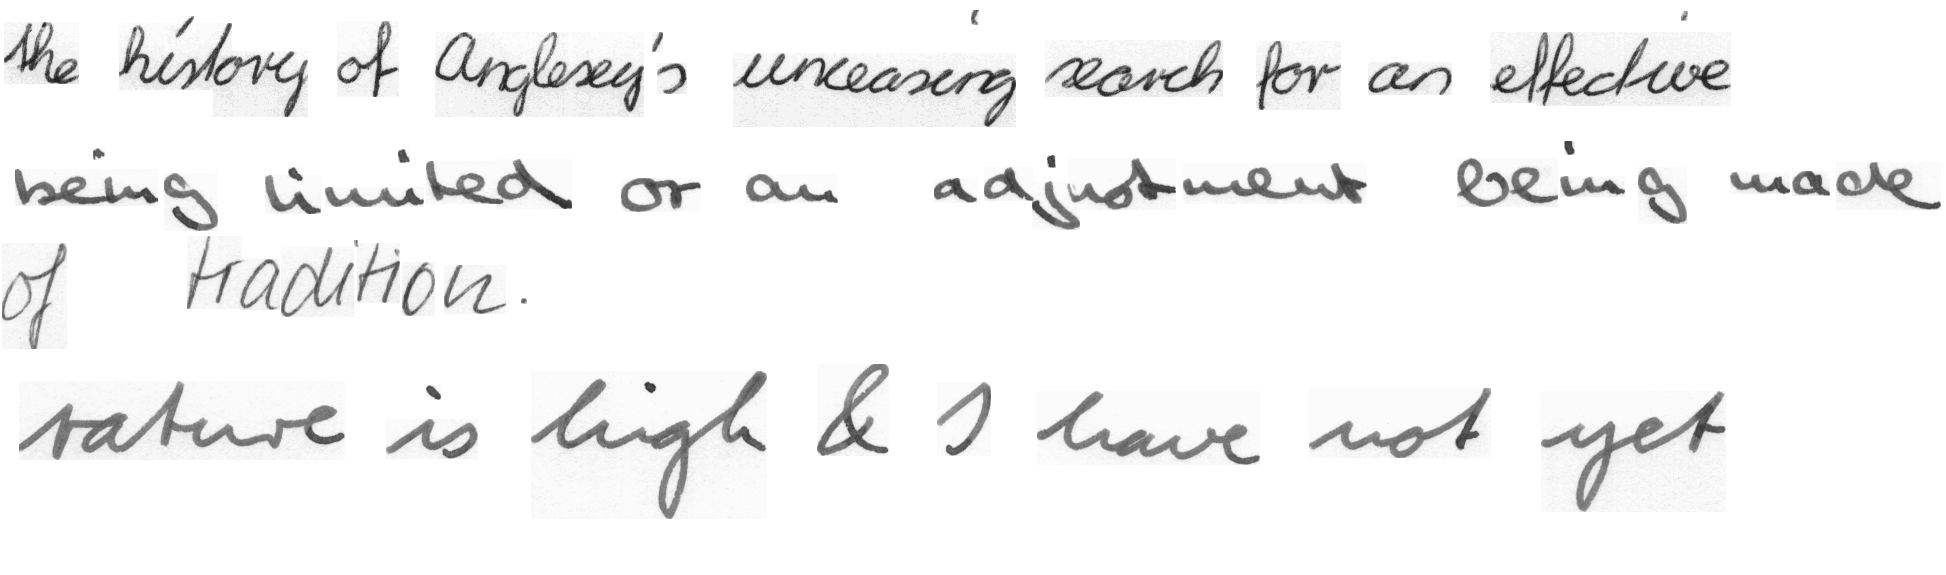 the history of Anglesey's unceasing search for an effective
being limited or an adjustment being made
of tradition.
rature is high & I have not yet